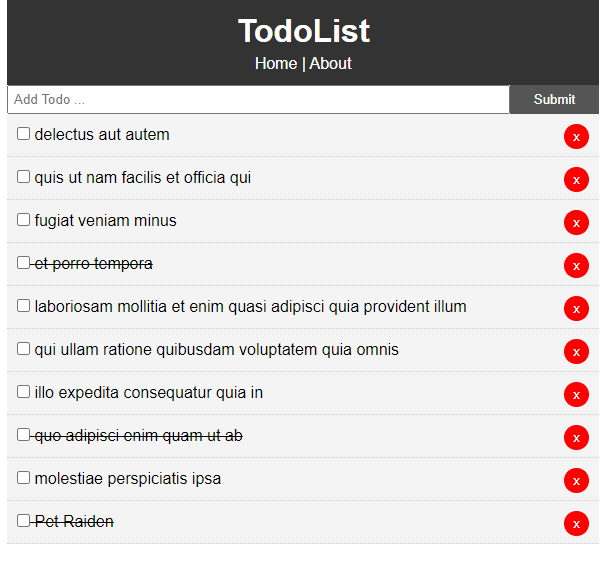 TodoList
Home | About
Add Todo ... Submit
delectus aut autem x
quis ut nam facilis et officia qui x
fugiat veniam minus x
et porro tempora x
laboriosam mollitia et enim quasi adipisci quia provident illum x
qui ullam ratione quibusdam voluptatem quia omnis x
illo expedita consequatur quia in x
quo adipisci enim quam ut ab x
molestiae perspiciatis ipsa x
Pet Raiden x